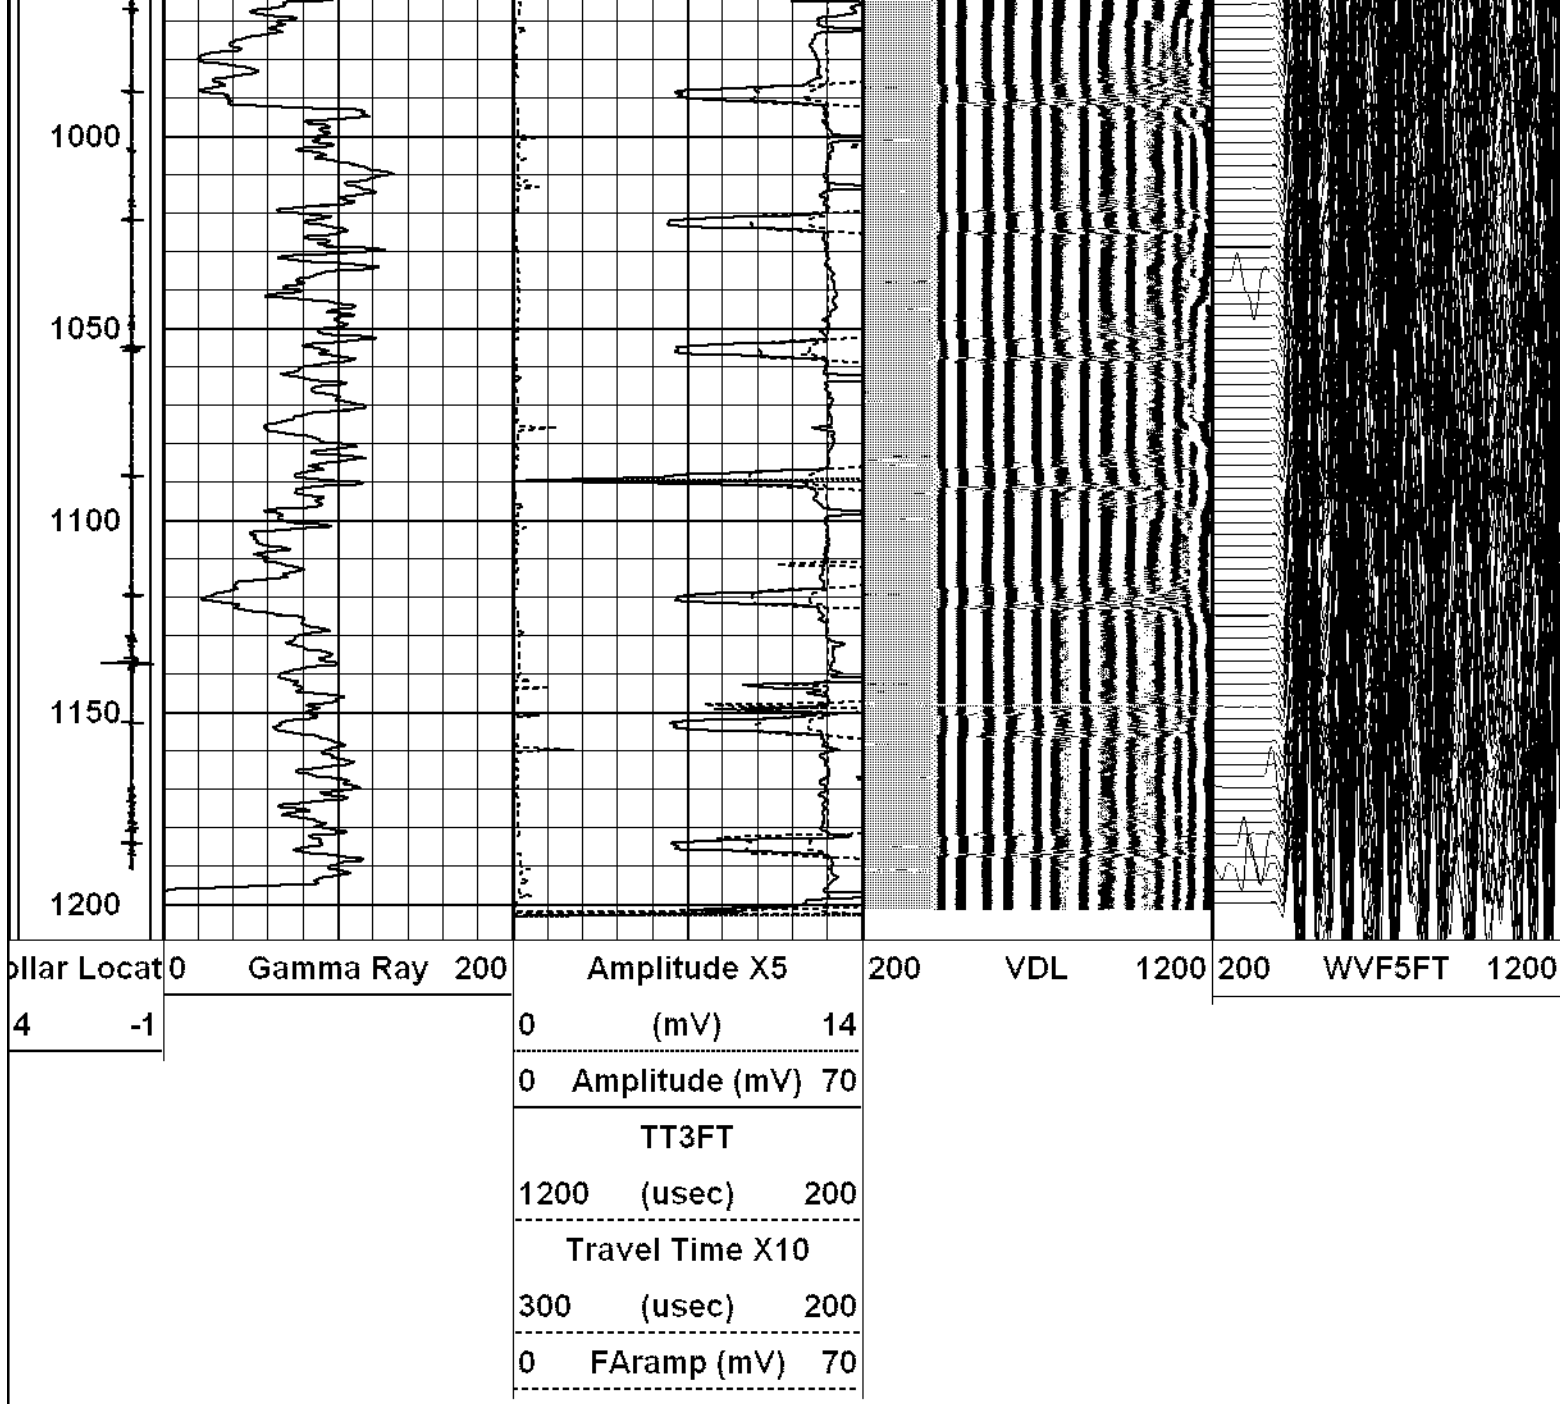 1000
1050
1100
1150
1200
ollar Locat 0 Gamma Ray 200 Amplitude X5 200 VDL 1200 200 WVF5FT 1200
4 -1 0 (mV) 14
0 Amplitude (mV) 70
TT3FT
1200 (usec) 200
Travel Time X10
300 (usec) 200
0 FAramp (mV) 70